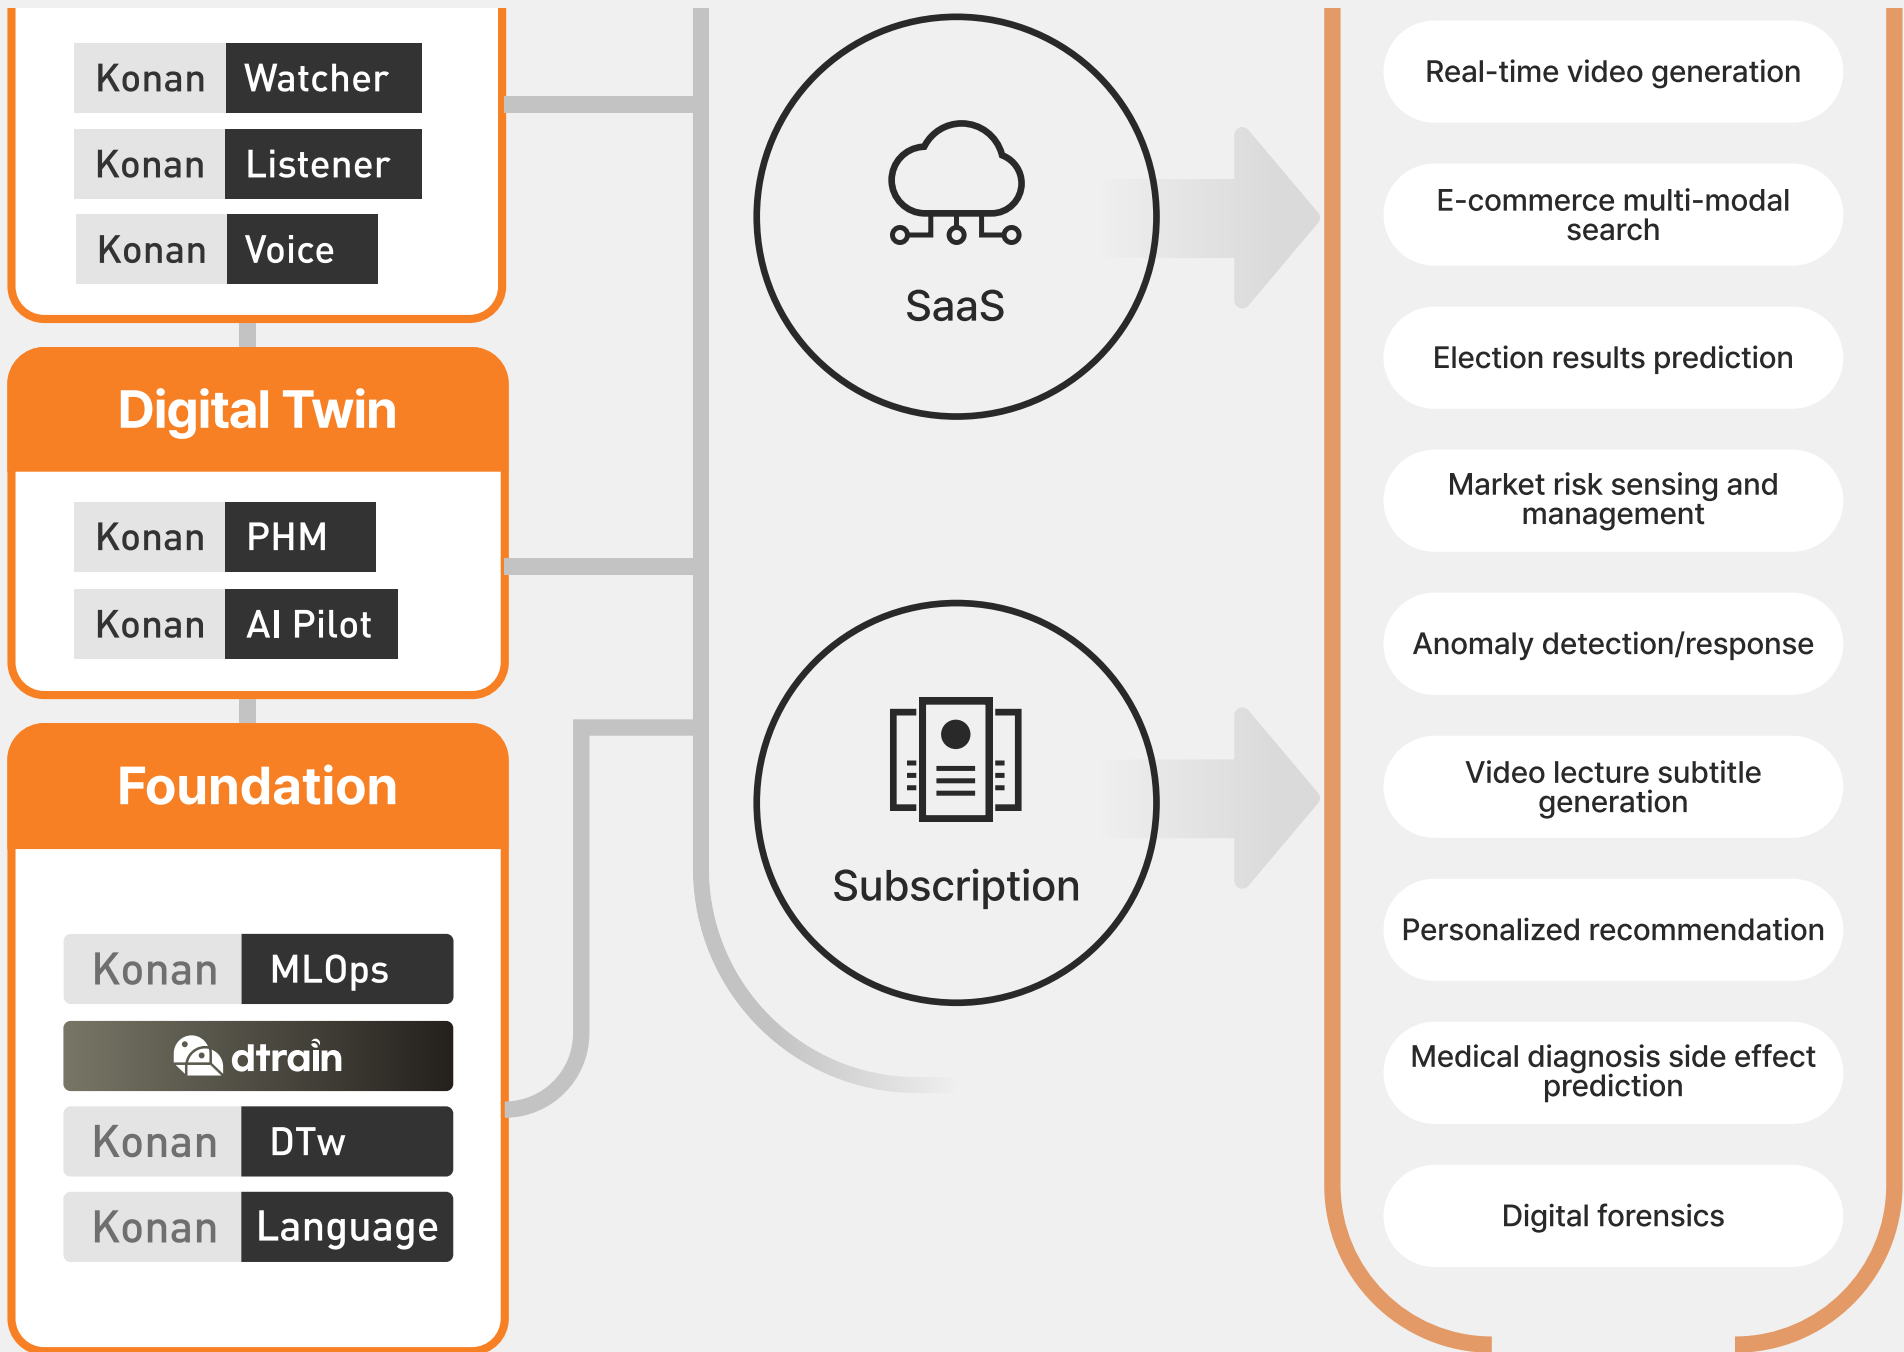 Konan Watcher
Konan Listener
Konan Voice
Digital Twin
Konan PHM
Konan AI Pilot
Foundation
Konan MLOps
dtrain
Konan DTw
Konan Language
SaaS
Subscription
Real-time video generation
E-commerce multi-modal
search
Election results prediction
Market risk sensing and
management
Anomaly detection/response
Video lecture subtitle
generation
Personalized recommendation
Medical diagnosis side effect
prediction
Digital forensics